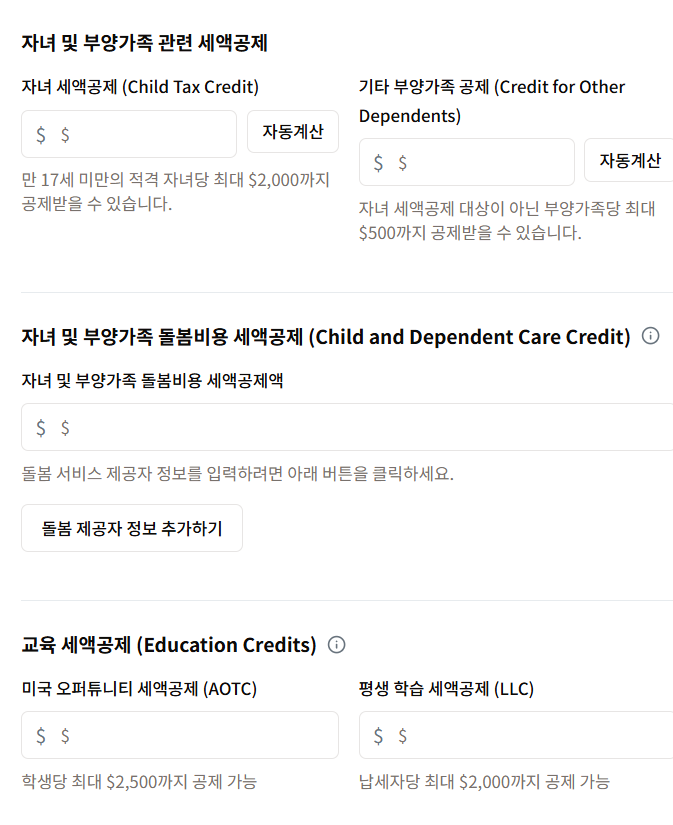 자녀 및 부양가족 관련 세액공제
자녀 세액공제 (Child Tax Credit)
$ $
자동계산
만 17세 미만의 적격 자녀당 최대 $2,000까지
공제받을 수 있습니다.
기타 부양가족 공제 (Credit for Other
Dependents)
$ $
자동계산
자녀 세액공제 대상이 아닌 부양가족당 최대
$500까지 공제받을 수 있습니다.
자녀 및 부양가족 돌봄비용 세액공제 (Child and Dependent Care Credit)
자녀 및 부양가족 돌봄비용 세액공제액
$ $
돌봄 서비스 제공자 정보를 입력하려면 아래 버튼을 클릭하세요.
돌봄 제공자 정보 추가하기
교육 세액공제 (Education Credits)
미국 오퍼튜니티 세액공제 (AOTC)
$ $
학생당 최대 $2,500까지 공제 가능
평생 학습 세액공제 (LLC)
$ $
납세자당 최대 $2,000까지 공제 가능